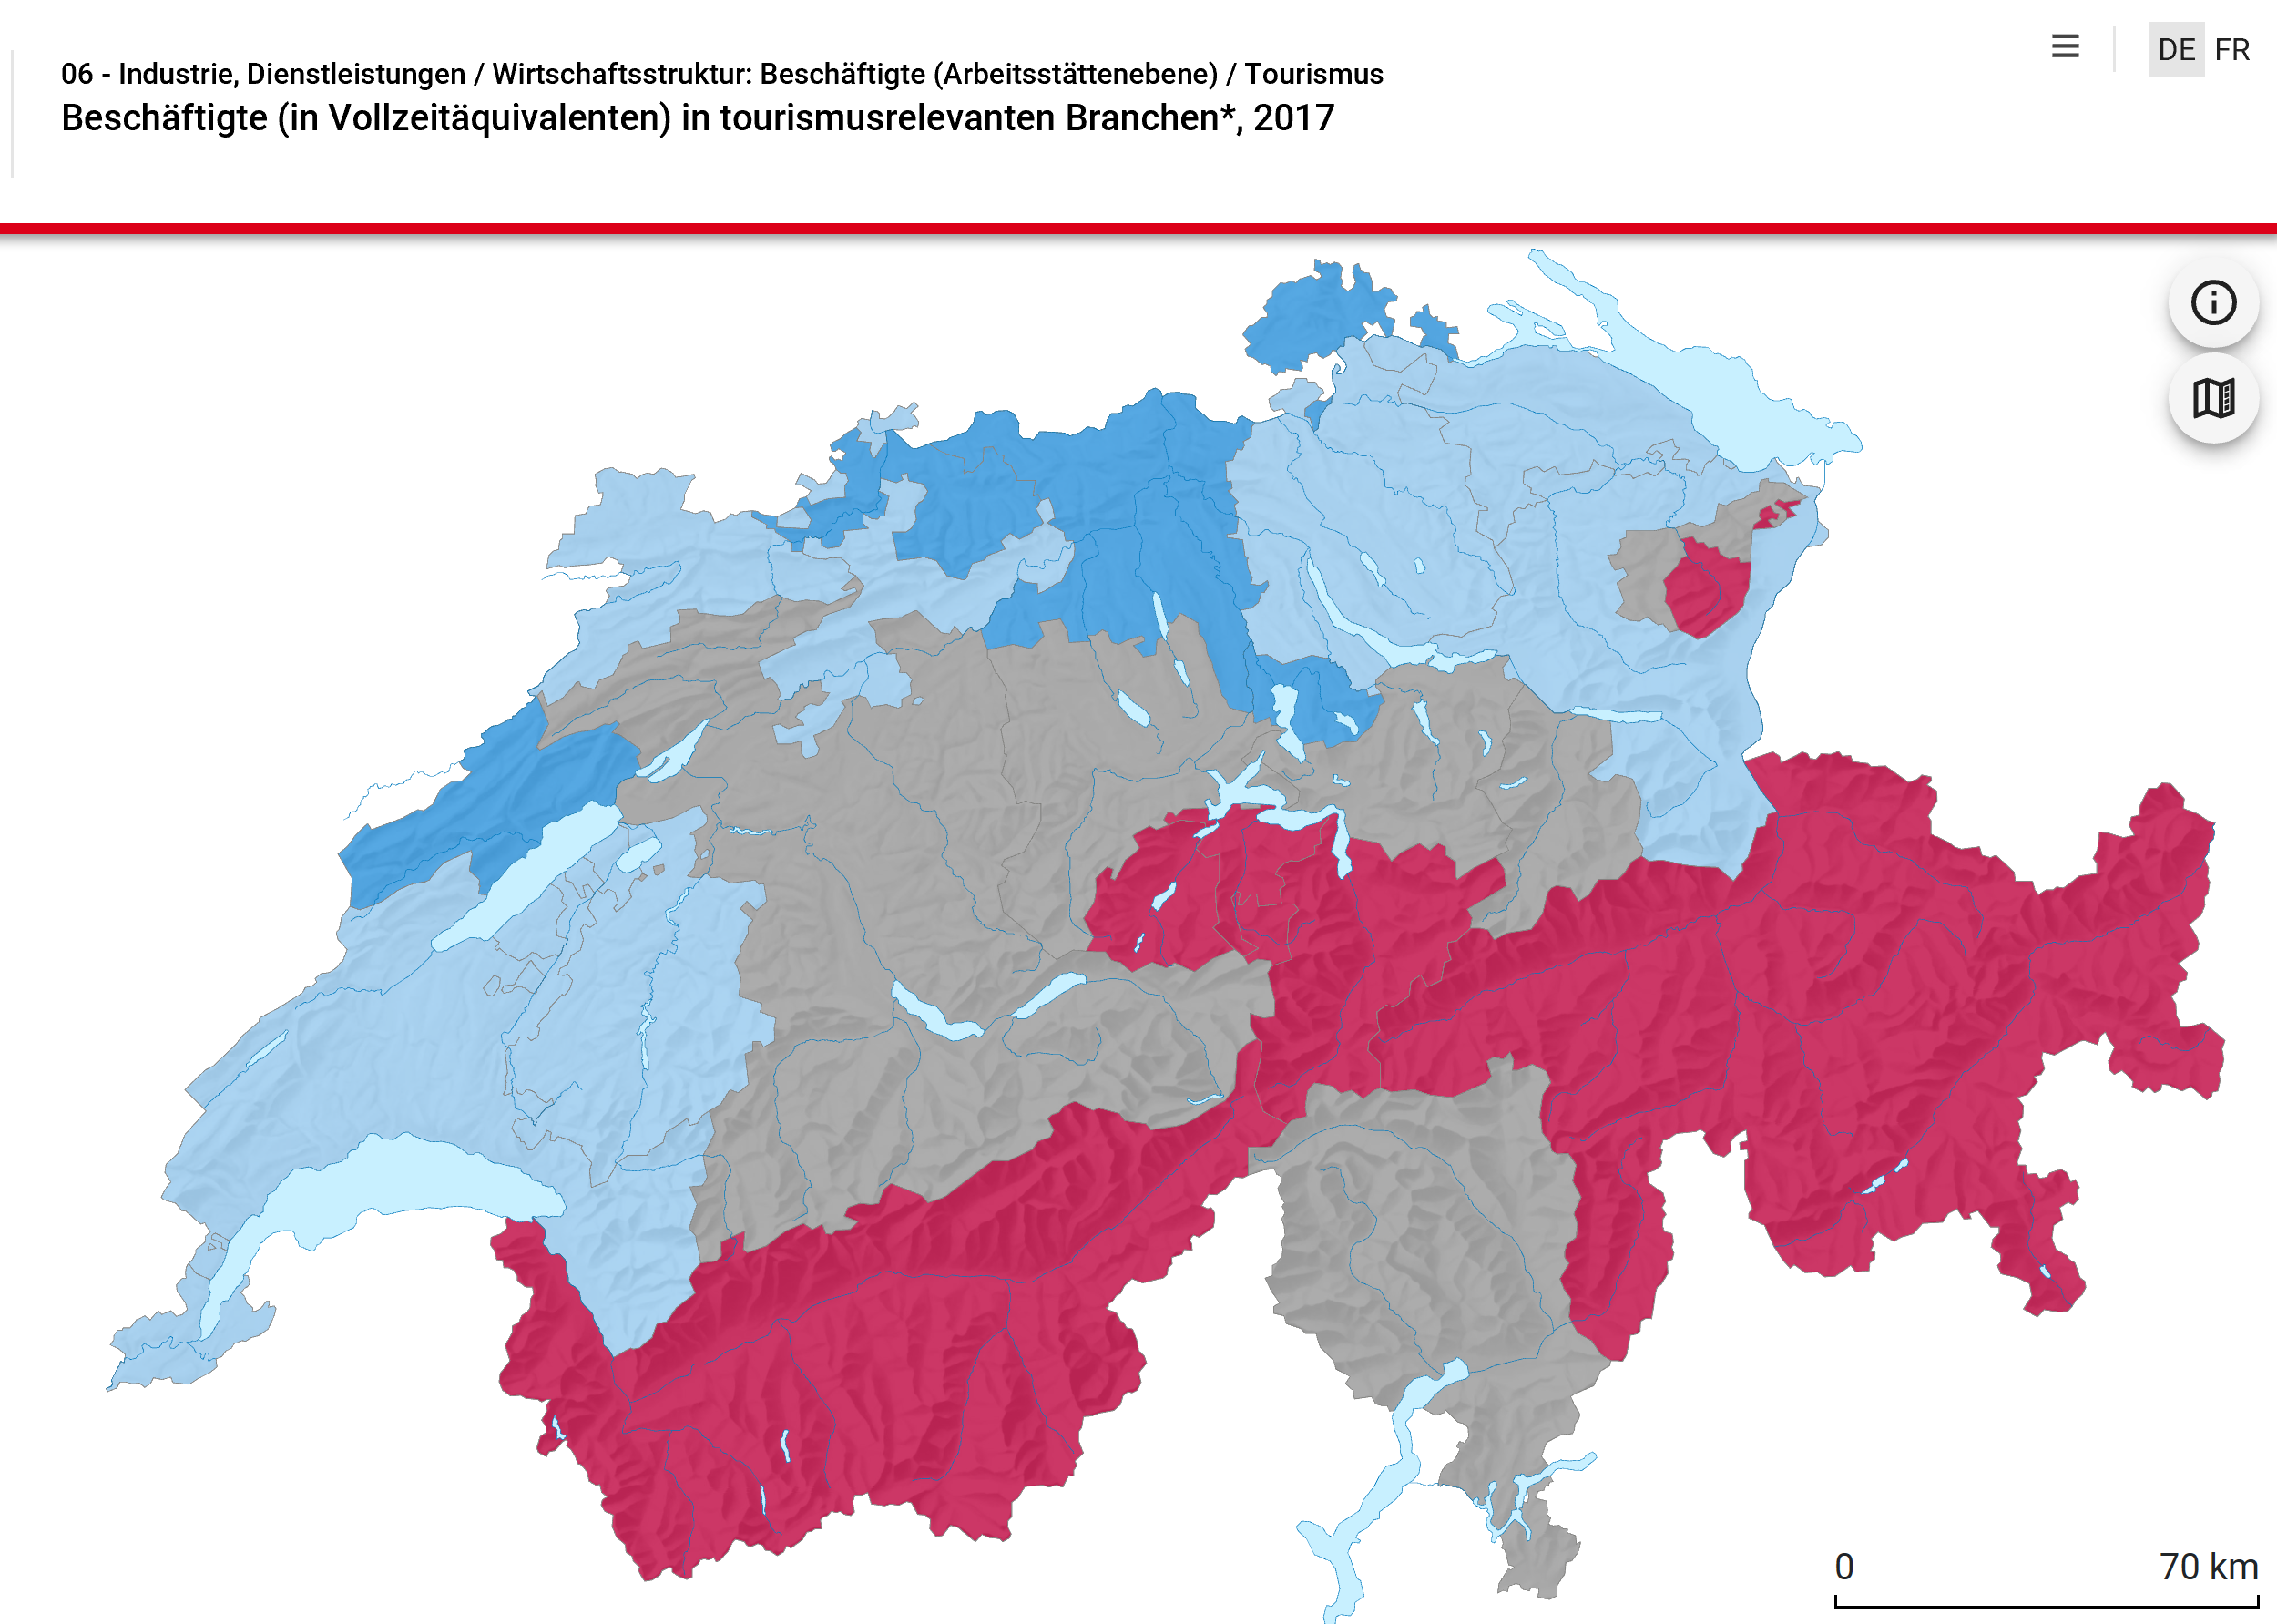 DE FR
06 - Industrie, Dienstleistungen / Wirtschaftsstruktur: Beschäftigte (Arbeitsstättenebene) / Tourismus
Beschäftigte (in Vollzeitäquivalenten) in tourismusrelevanten Branchen*, 2017
0 70 km